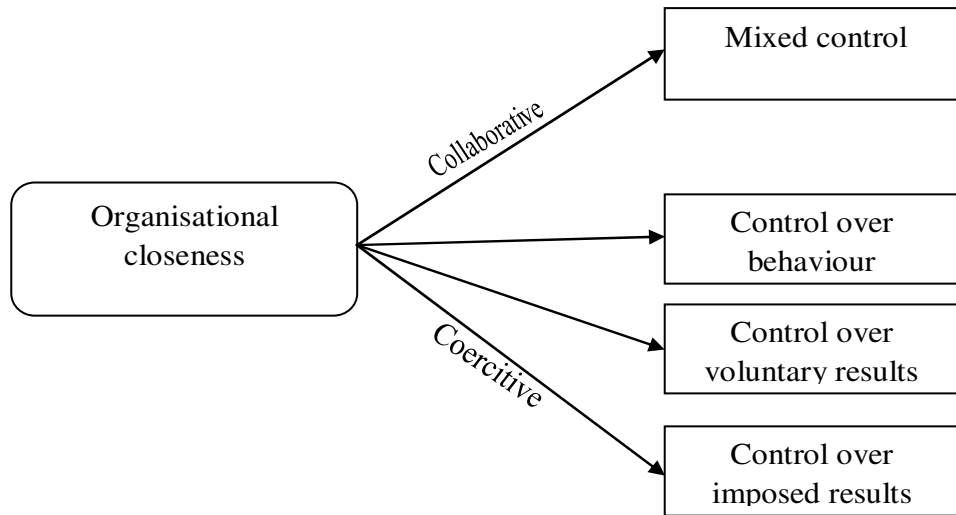 Mixed control
Collaborative
Organisational
closeness
Control over
behaviour
Control over
voluntary results
Coercitive
Control over
imposed results